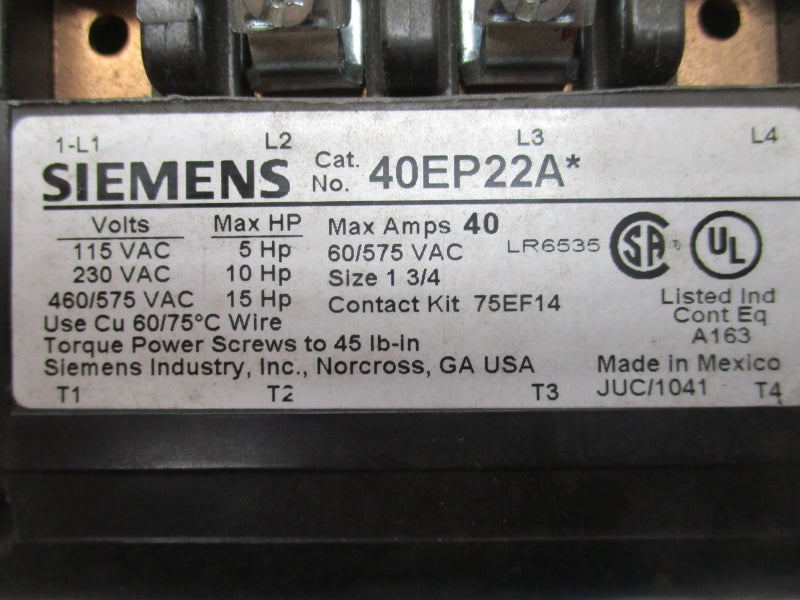 1-L1 L2 L3 L4
SIEMENS Cat. No. 40EP22A*
Volts Max HP Max Amps 40
115 VAC 5 Hp 60/575 VAC LR6535 SA ® UL
230 VAC 10 Hp Size 1 3/4
460/575 VAC 15 Hp Contact Kit 75EF14 Listed Ind
Use Cu 60/75°C Wire Cont Eq
Torque Power Screws to 45 lb-in A163
Siemens Industry, Inc., Norcross, GA USA Made in Mexico
T1 T2 T3 JUC/1041 T4